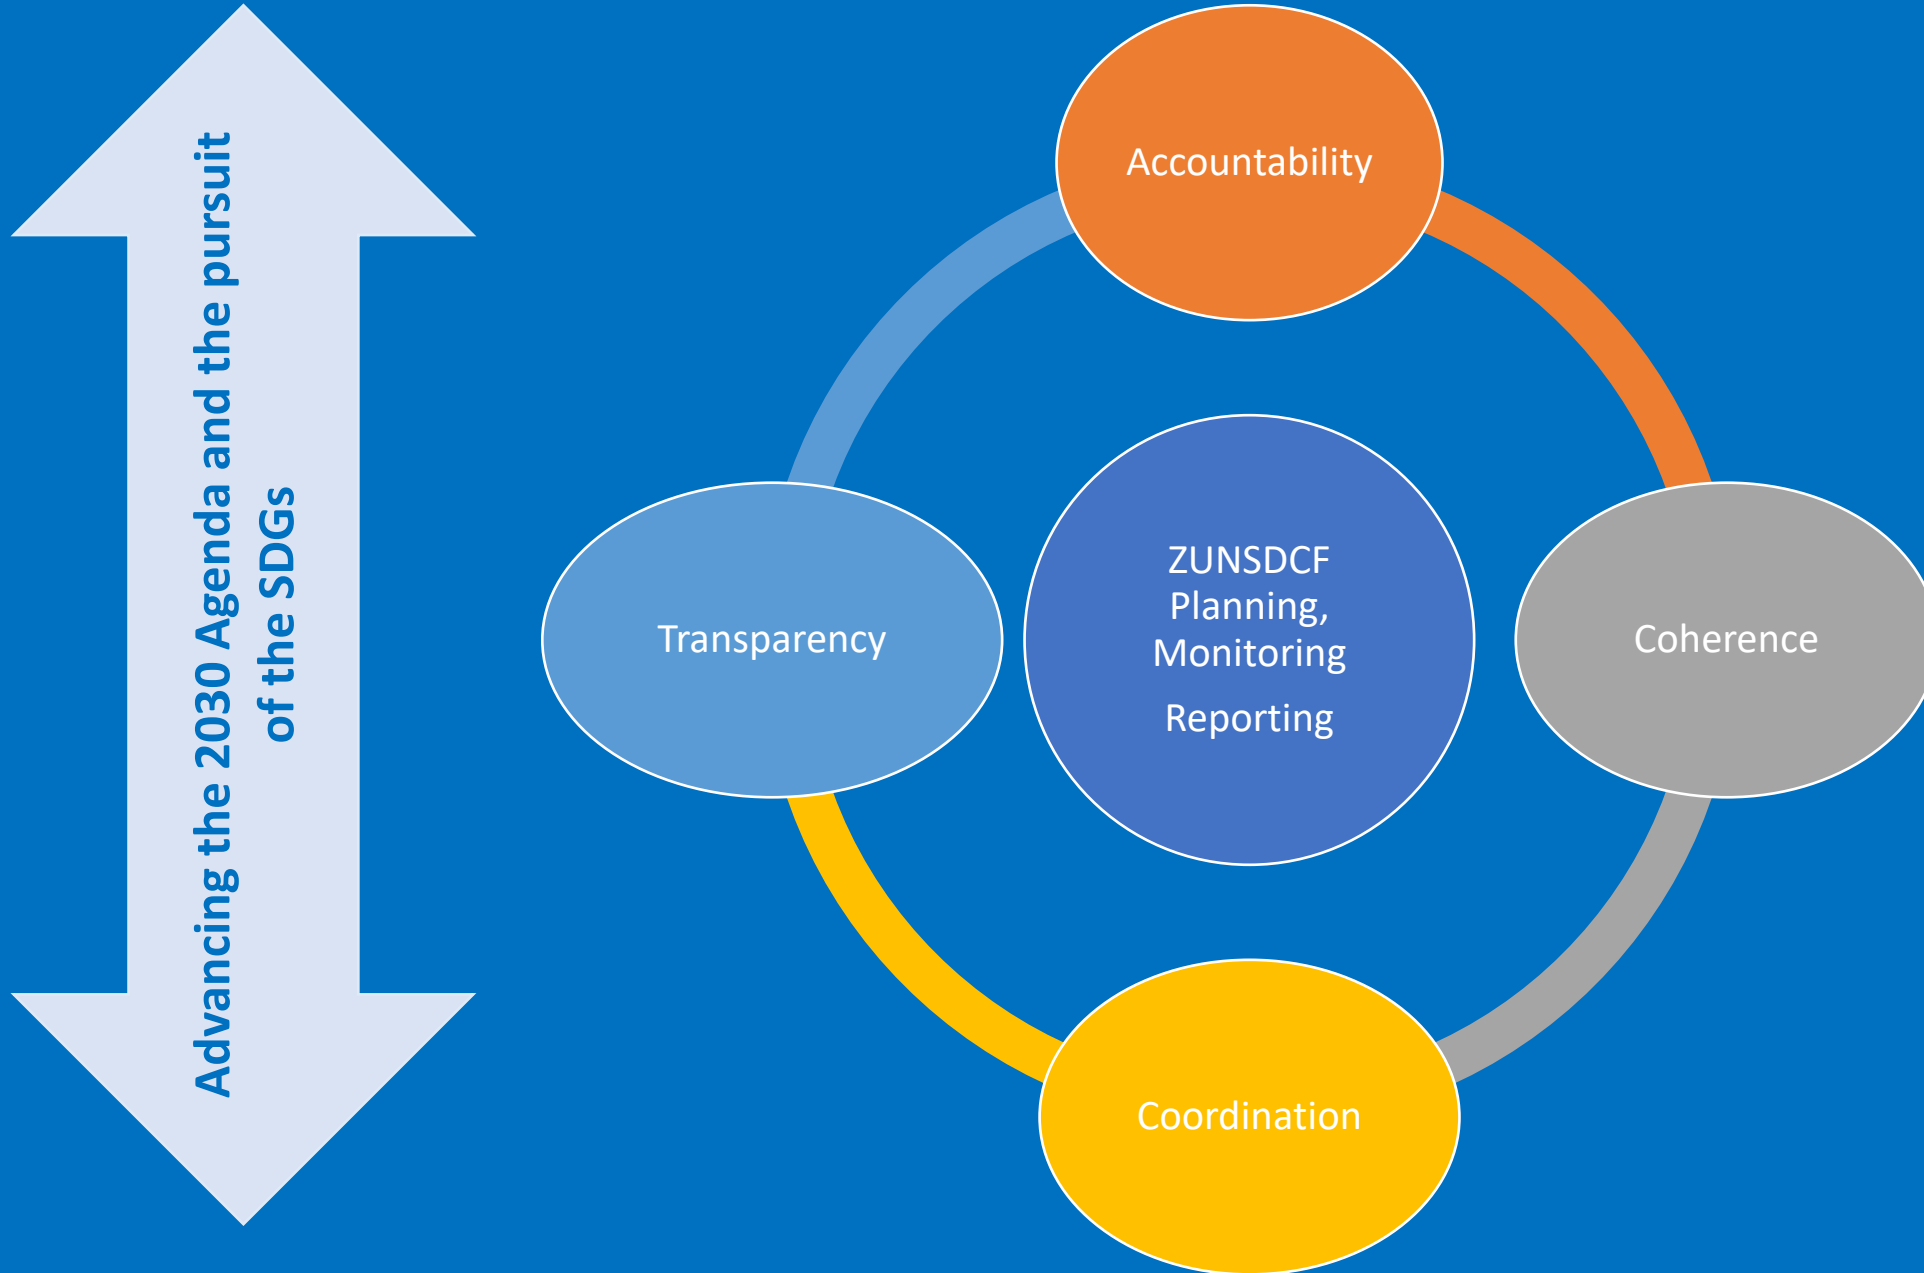 Advancing the 2030 Agenda and the pursuit
of the SDGs
Accountability
Transparency
ZUNSDCF
Planning,
Monitoring
Reporting
Coherence
Coordination